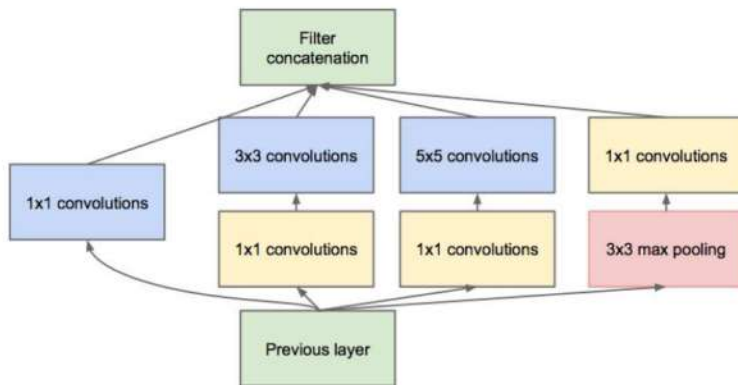 Filter
concatenation
3x3 convolutions
5x5 convolutions
1x1 convolutions
1x1 convolutions
1x1 convolutions
1x1 convolutions
3x3 max pooling
Previous layer